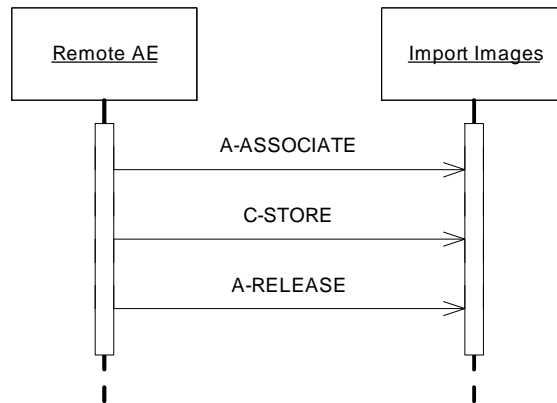 Remote AE
Import Images
A-ASSOCIATE
C-STORE
A-RELEASE